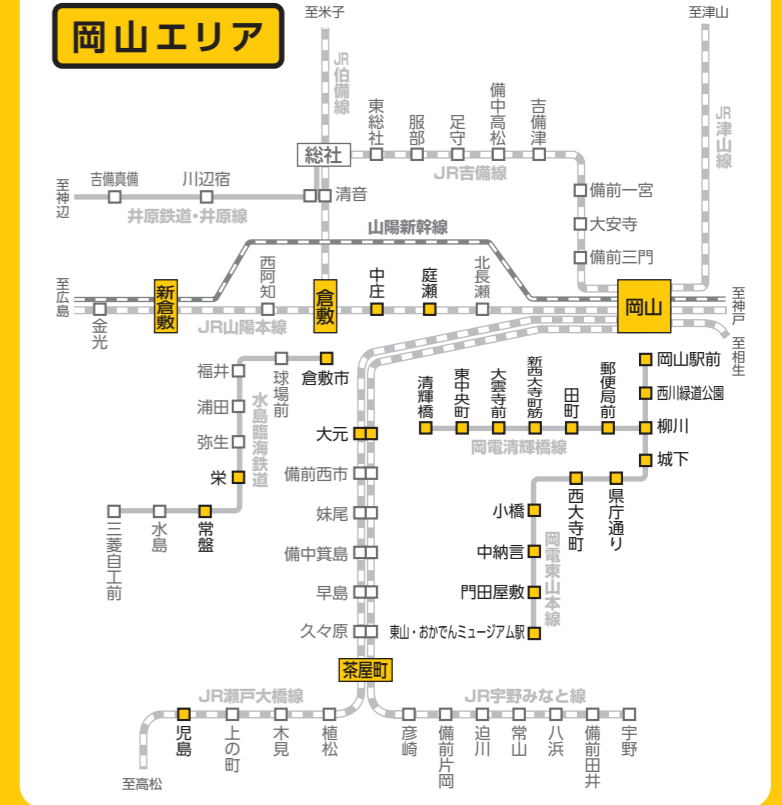 岡山エリア
至米子
至津山
JR伯備線
JR津山線
東総社
服部
足守
備中高松
吉備津
総社
JR吉備線
吉備真備
川辺宿
清音
至神辺
井原鉄道・井原線
備前一宮
大安寺
備前三門
山陽新幹線
至広島
金光
新倉敷
西阿知
倉敷
中庄
庭瀬
北長瀬
岡山
至神戸
至相生
JR山陽本線
福井
球場前
倉敷市
浦田
弥生
栄
水島臨海鉄道
三菱自工前
水島
常盤
清輝橋
東中央町
大雲寺前
新西大寺町筋
田町
郵便局前
岡電清輝橋線
岡山駅前
西川緑道公園
柳川
城下
県庁通り
西大寺町
小橋
中納言
門田屋敷
東山・おかでんミュージアム駅
岡電東山本線
大元
備前西市
妹尾
備中箕島
早島
久々原
茶屋町
JR瀬戸大橋線
児島
上の町
木見
植松
至高松
JR宇野みなと線
彦崎
備前片岡
迫川
常山
八浜
備前田井
宇野